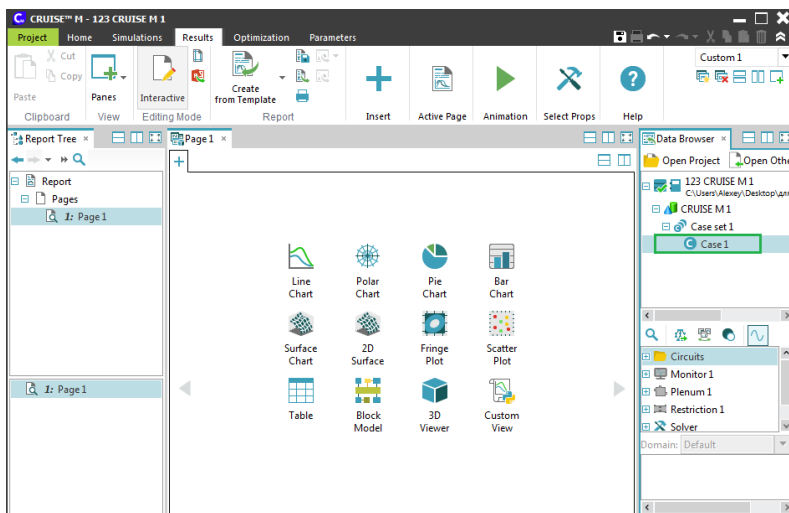 CRUISE™ M - 123 CRUISE M 1
Project Home Simulations Results Optimization Parameters
Cut
Copy
Paste
Panes
Interactive
Create
from Template
Insert
Active Page
Animation
Select Props
Help
Custom 1
Clipboard View Editing Mode Report
Report Tree
Page 1
Data Browser
Open Project Open Othe
Report
Pages
1: Page 1
123 CRUISE M 1
C:\Users\Alexey\Desktop\для
CRUISE M 1
Case set 1
Case 1
Line
Chart
Polar
Chart
Pie
Chart
Bar
Chart
Surface
Chart
2D
Surface
Fringe
Plot
Scatter
Plot
Table
Block
Model
3D
Viewer
Custom
View
1: Page 1
Circuits
Monitor 1
Plenum 1
Restriction 1
Solver
Domain: Default